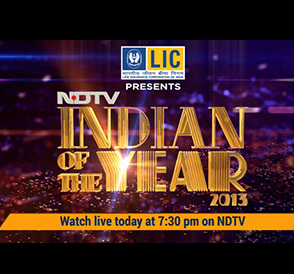 LIC
भारतीय जीवन बीमा निगम
LIFE INSURANCE CORPORATION OF INDIA
PRESENTS
NDTV
INDIAN
OF THE YEAR
2013
Watch live today at 7:30 pm on NDTV